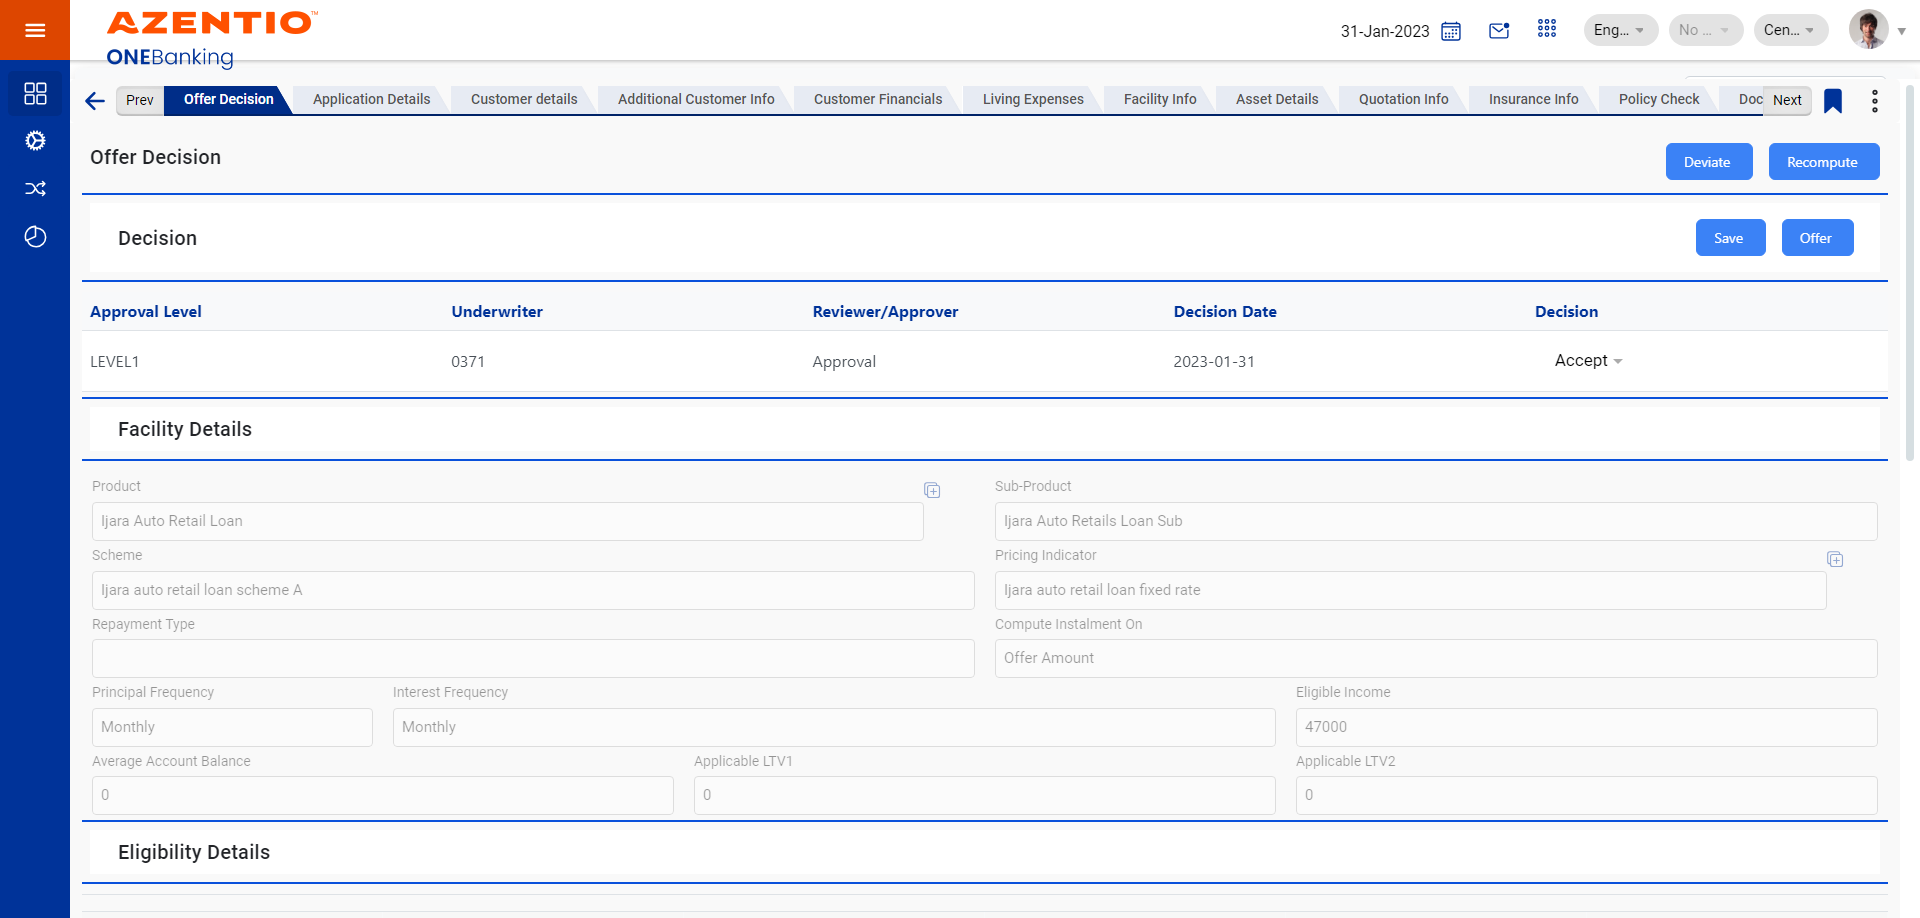 AZENTIO™
ONEBanking
31-Jan-2023
Eng...
No ...
Cen...
Prev
Offer Decision
Application Details
Customer details
Additional Customer Info
Customer Financials
Living Expenses
Facility Info
Asset Details
Quotation Info
Insurance Info
Policy Check
Doc
Next
Offer Decision
Deviate
Recompute
Decision
Save
Offer
Approval Level
Underwriter
Reviewer/Approver
Decision Date
Decision
LEVEL1
0371
Approval
2023-01-31
Accept
Facility Details
Product
Sub-Product
Ijara Auto Retail Loan
Ijara Auto Retails Loan Sub
Scheme
Pricing Indicator
Ijara auto retail loan scheme A
Ijara auto retail loan fixed rate
Repayment Type
Compute Instalment On
Offer Amount
Principal Frequency
Interest Frequency
Eligible Income
Monthly
Monthly
47000
Average Account Balance
Applicable LTV1
Applicable LTV2
0
0
0
Eligibility Details